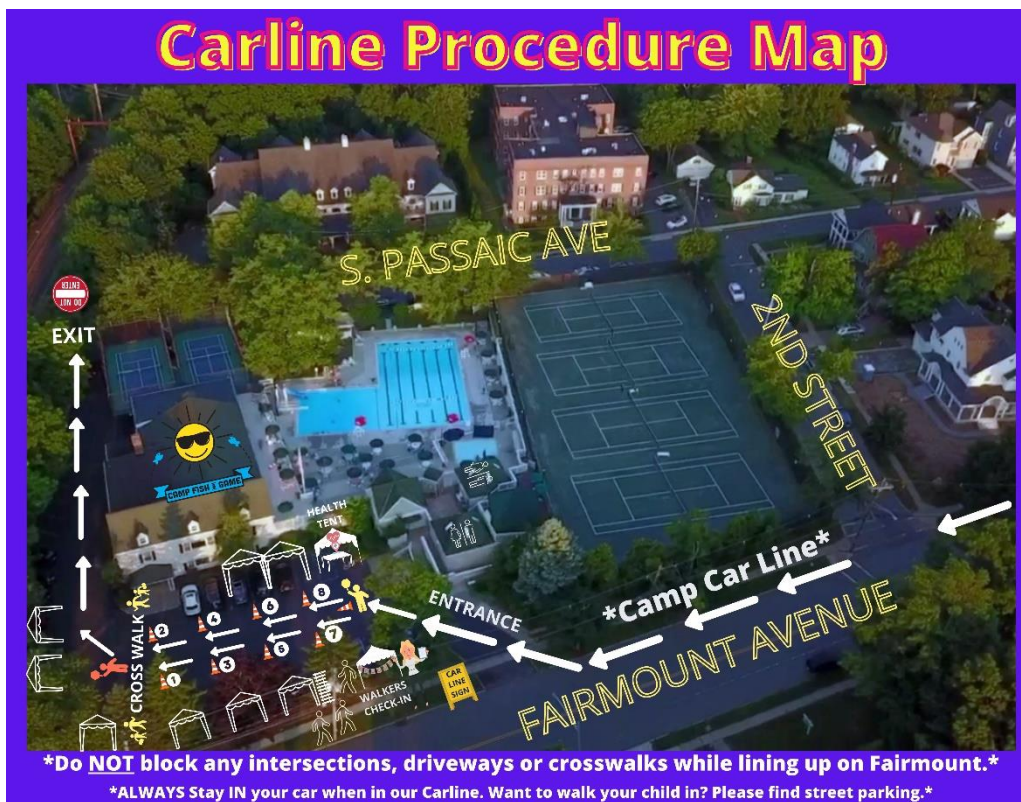 Carline Procedure Map
S. PASSAIC AVE
2ND STREET
DO NOT
ENTER
EXIT
CAMP FISH & GAME
HEALTH
TENT
*Camp Car Line*
ENTRANCE
FAIRMOUNT AVENUE
CROSS WALK
2
4
6
8
1
3
5
7
WALKERS
CHECK-IN
CAR
LINE
SIGN
*Do NOT block any intersections, driveways or crosswalks while lining up on Fairmount.*
*ALWAYS Stay IN your car when in our Carline. Want to walk your child in? Please find street parking.*